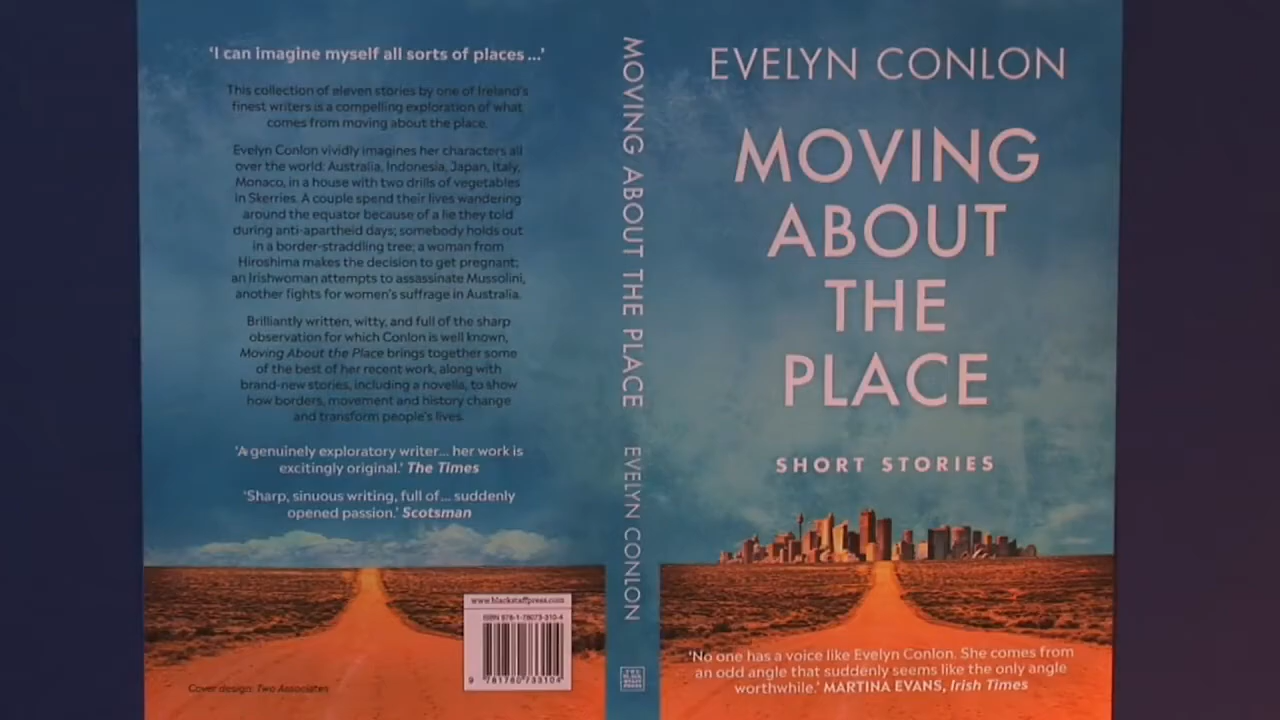 'I can imagine myself all sorts of places ...'
This collection of eleven stories by one of Ireland's
finest writers is a compelling exploration of what
comes from moving about the place.
Evelyn Conlon vividly imagines her characters all
over the world: Australia, Indonesia, Japan, Italy,
Monaco, in a house with two drills of vegetables
in Skerries. A couple spend their lives wandering
around the equator because of a lie they told
during anti-apartheid days; somebody holds out
in a border-straddling tree; a woman from
Hiroshima makes the decision to get pregnant;
an Irishwoman attempts to assassinate Mussolini,
another fights for women's suffrage in Australia.
Brilliantly written, witty, and full of the sharp
observation for which Conlon is well known,
Moving About the Place brings together some
of the best of her recent work, along with
brand-new stories, including a novella, to show
how borders, movement and history change
and transform people's lives.
'A genuinely exploratory writer... her work is
excitingly original.' The Times
'Sharp, sinuous writing, full of ... suddenly
opened passion.' Scotsman
www.blackstaffpress.com
ISBN 978-1-78073-310-4
9 781780 733104
Cover design: Two Associates
MOVING ABOUT THE PLACE EVELYN CONLON
THE
BLACK
STAFF
PRESS
EVELYN CONLON
MOVING
ABOUT
THE
PLACE
SHORT STORIES
'No one has a voice like Evelyn Conlon. She comes from
an odd angle that suddenly seems like the only angle
worthwhile.' MARTINA EVANS, Irish Times